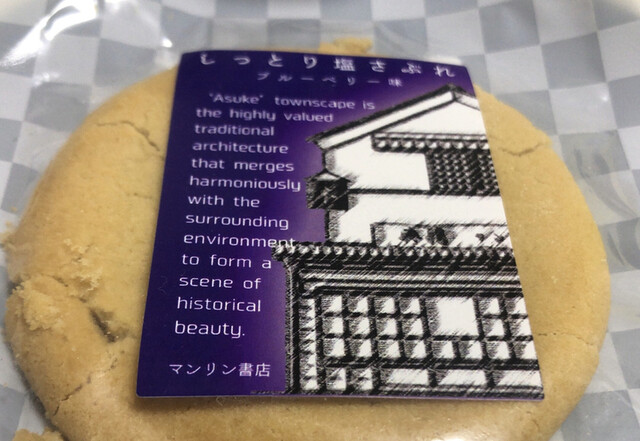 しっとり塩さぶれ
ブルーベリー味
'Asuke' townscape is
the highly valued
traditional
architecture
that merges
harmoniously
with the
surrounding
environment
to form a
scene of
historical
beauty.
マンリン書店